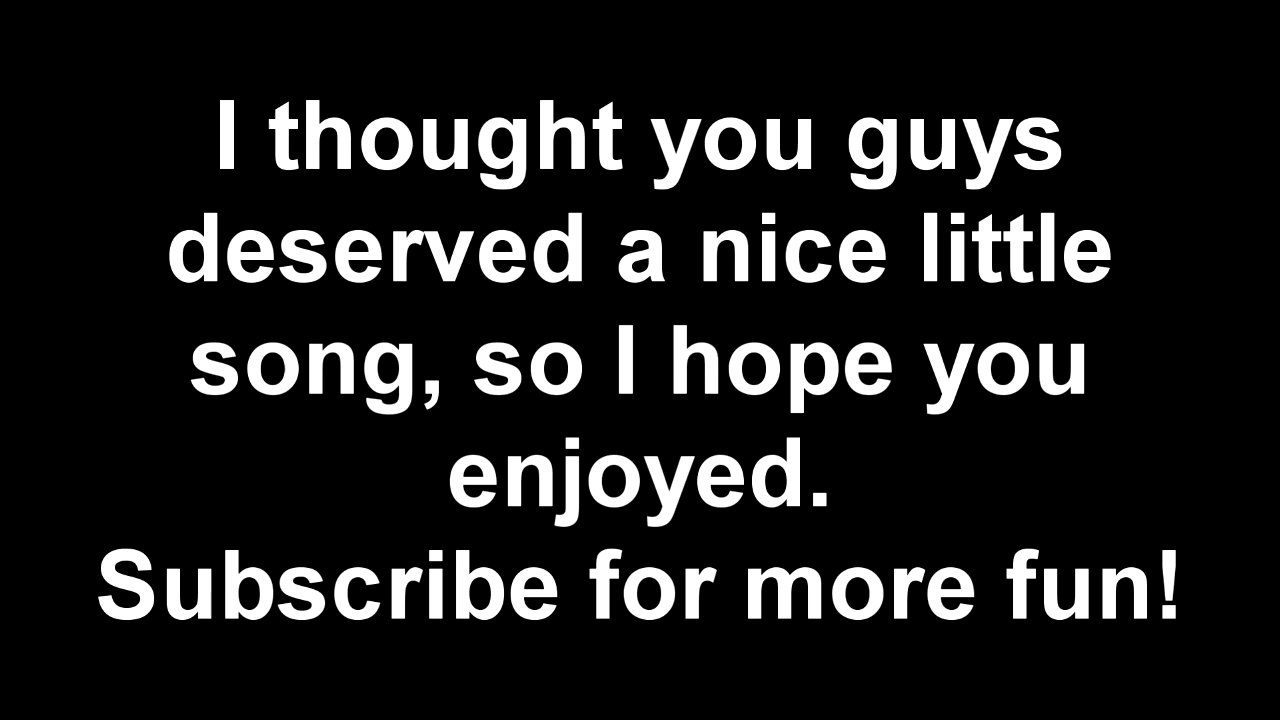 I thought you guys
deserved a nice little
song, so I hope you
enjoyed.
Subscribe for more fun!